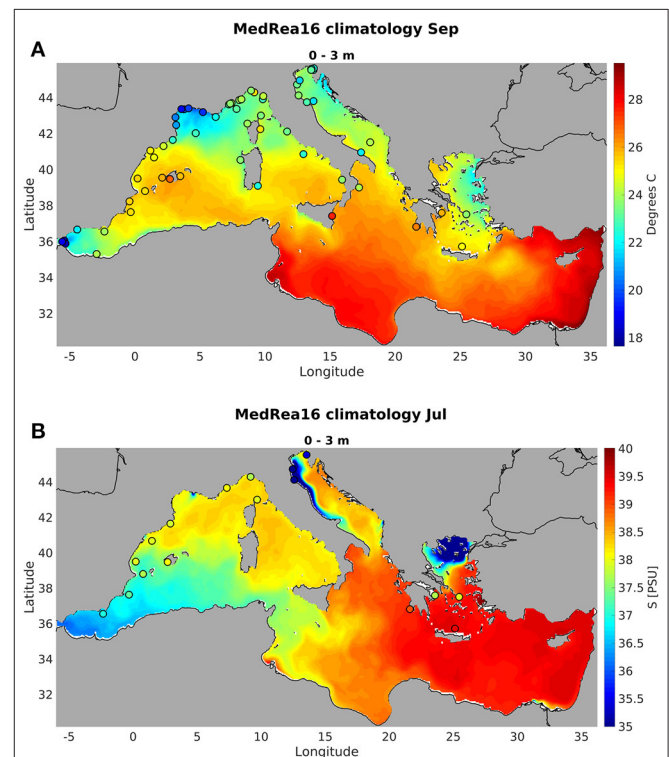 MedRea16 climatology Sep
A
0 - 3 m
44
42
40
38
36
34
32
Latitude
-5 0 5 10 15 20 25 30 35
Longitude
28
26
24
22
20
18
Degrees C
MedRea16 climatology Jul
B
0 - 3 m
44
42
40
38
36
34
32
Latitude
-5 0 5 10 15 20 25 30 35
Longitude
40
39.5
39
38.5
38
37.5
37
36.5
36
35.5
35
S [PSU]